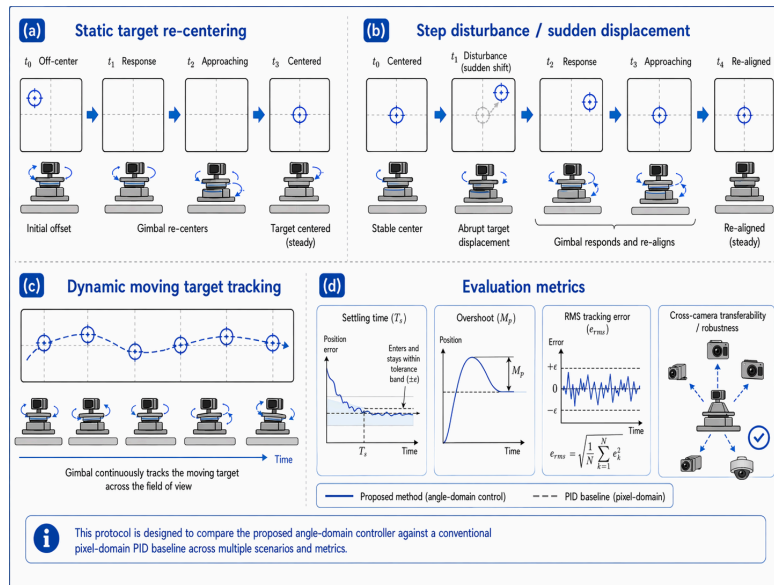 (a) Static target re-centering
t₀ Off-center
t₁ Response
t₂ Approaching
t₃ Centered
Initial offset
Gimbal re-centers
Target centered
(steady)
(b) Step disturbance / sudden displacement
t₀ Centered
t₁ Disturbance
(sudden shift)
t₂ Response
t₃ Approaching
t₄ Re-aligned
Stable center
Abrupt target
displacement
Gimbal responds and re-aligns
Re-aligned
(steady)
(c) Dynamic moving target tracking
Time
Gimbal continuously tracks the moving target
across the field of view
(d) Evaluation metrics
Settling time (Tₛ)
Position
error
Enters and
stays within
tolerance
band (±ε)
Tₛ
Time
Overshoot (Mₚ)
Position
Mₚ
Time
RMS tracking error
(eᵣₘₛ)
Error
+ε
0
−ε
Time
eᵣₘₛ = √(1/N ∑ₖ₌₁ᴺ eₖ²)
Cross-camera transferability
/ robustness
Proposed method (angle-domain control)
PID baseline (pixel-domain)
i
This protocol is designed to compare the proposed angle-domain controller against a conventional
pixel-domain PID baseline across multiple scenarios and metrics.